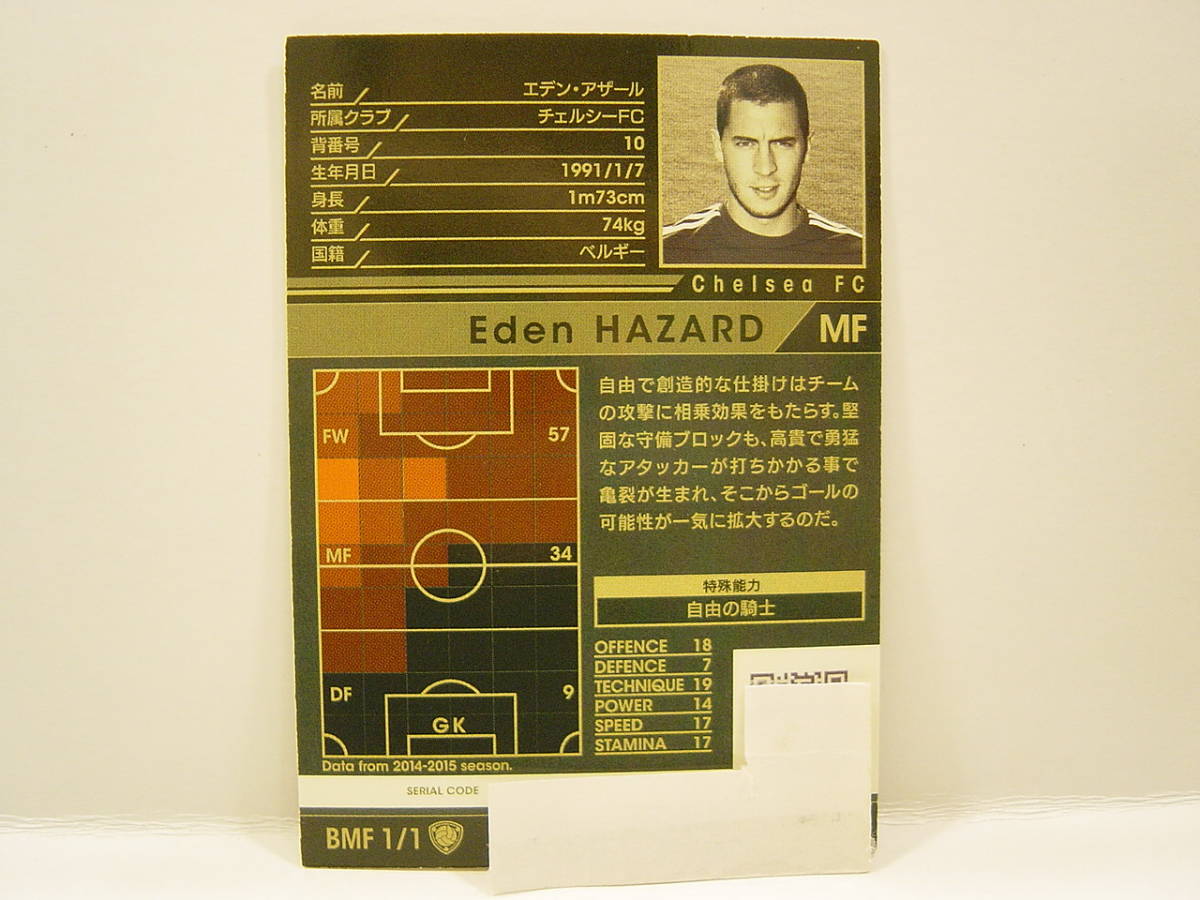 名前 エデン・アザール
所属クラブ チェルシーFC
背番号 10
生年月日 1991/1/7
身長 1m73cm
体重 74kg
国籍 ベルギー
Chelsea FC
Eden HAZARD MF
FW 57
MF 34
DF 9
GK
Data from 2014-2015 season.
自由で創造的な仕掛けはチーム
の攻撃に相乗効果をもたらす。堅
固な守備ブロックも、高貴で勇猛
なアタッカーが打ちかかる事で
亀裂が生まれ、そこからゴールの
可能性が一気に拡大するのだ。
特殊能力
自由の騎士
OFFENCE 18
DEFENCE 7
TECHNIQUE 19
POWER 14
SPEED 17
STAMINA 17
SERIAL CODE
BMF 1/1